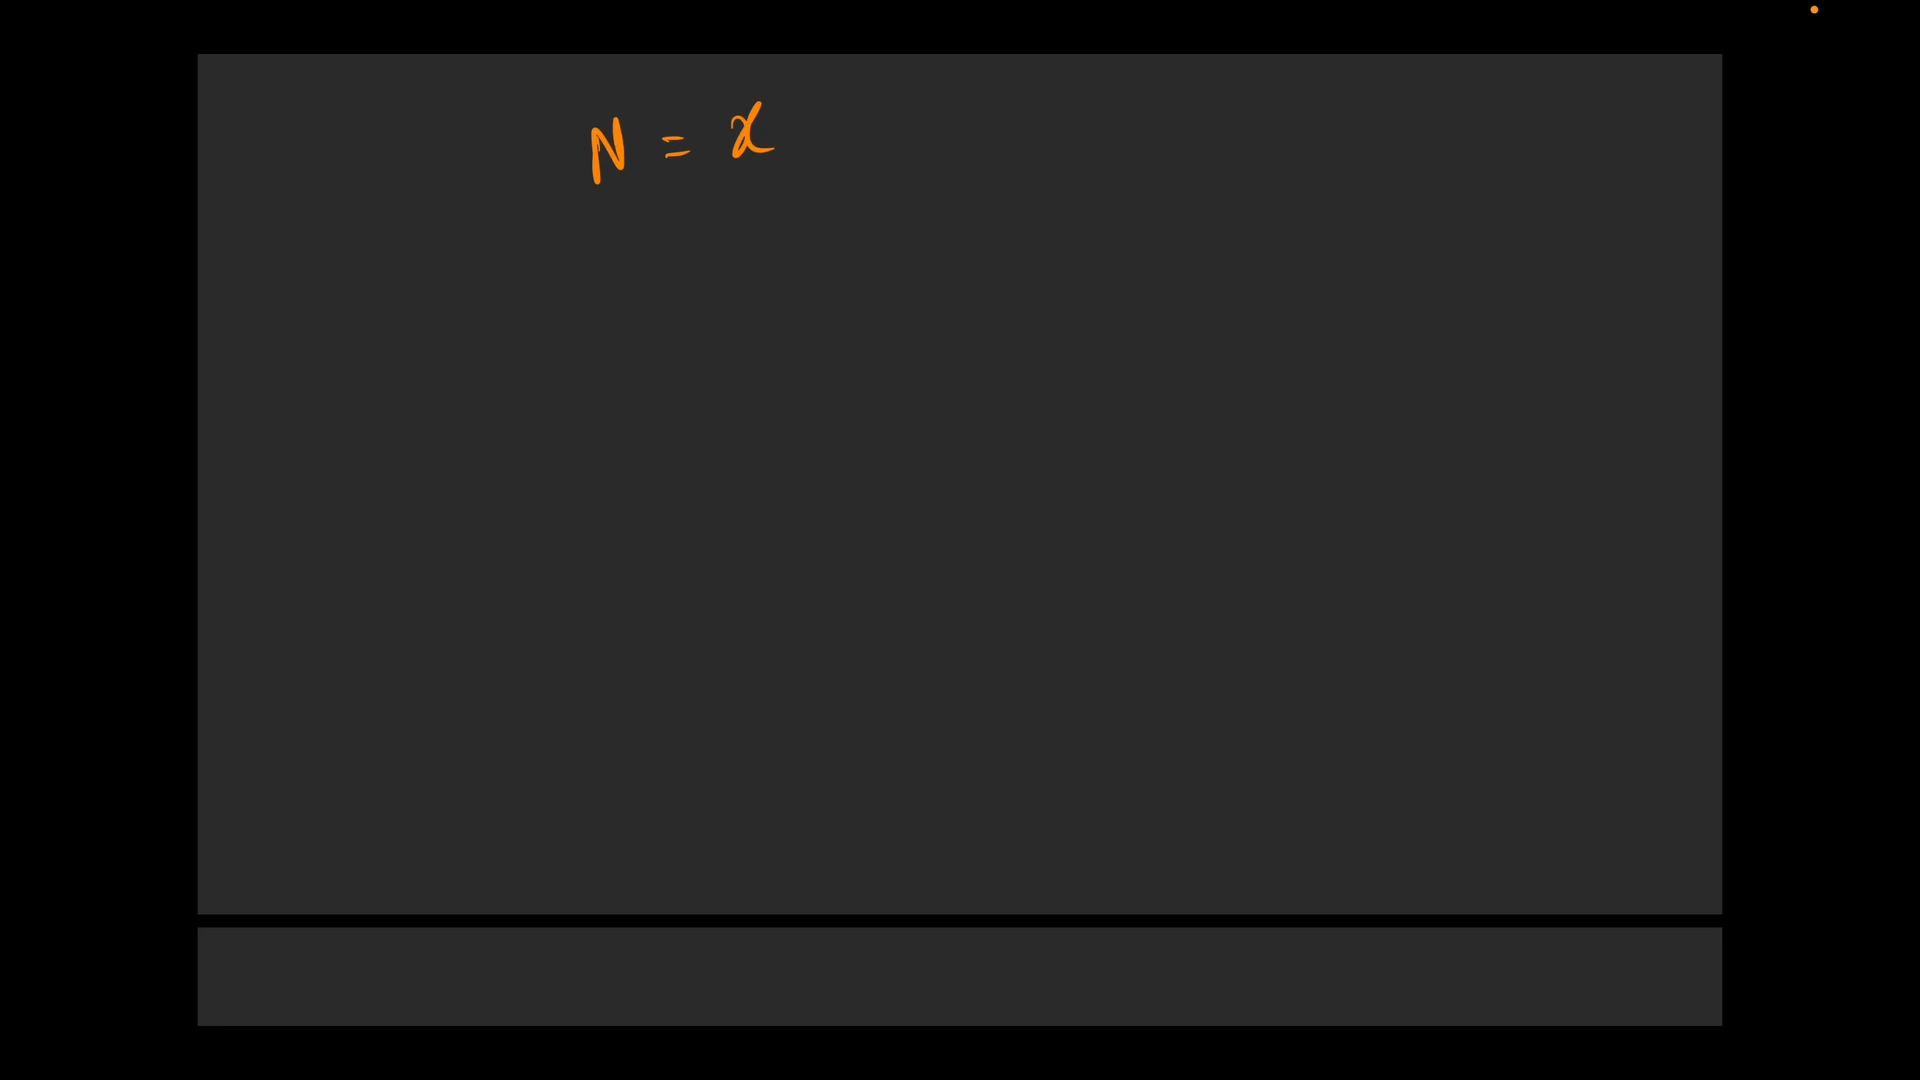 N = x